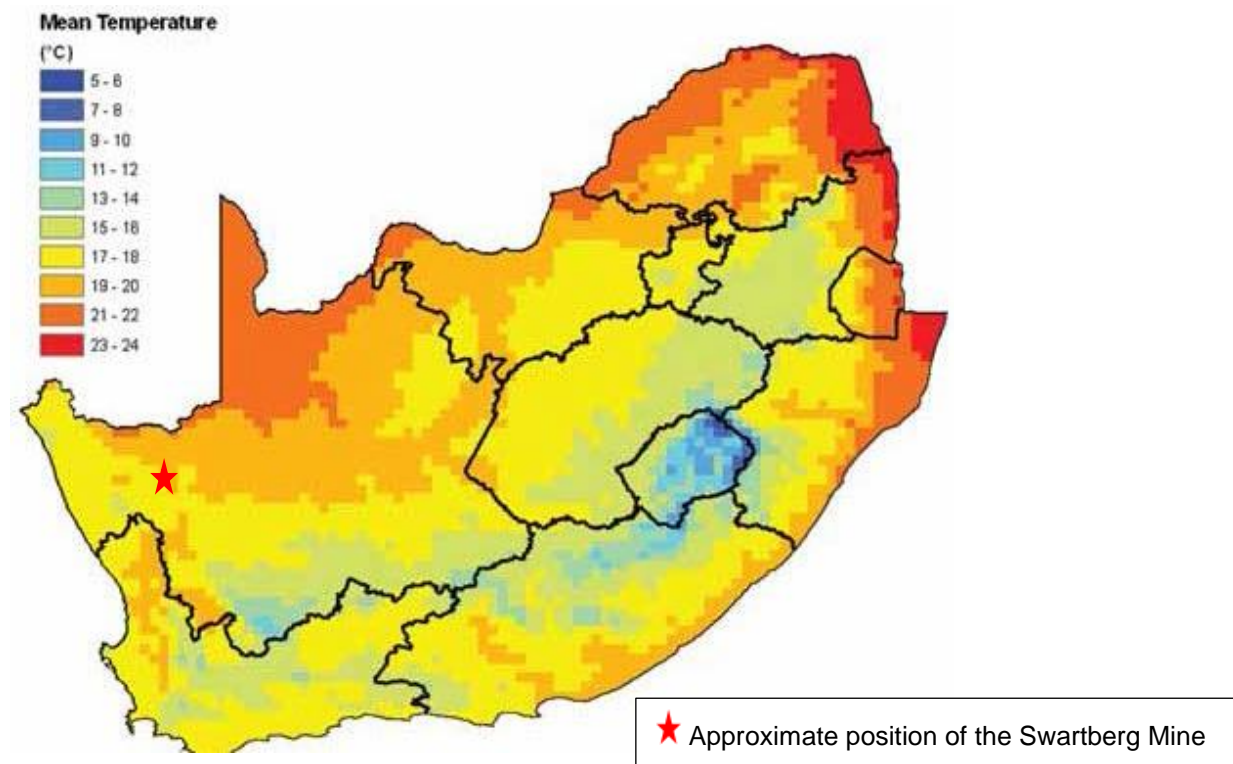 Mean Temperature
(°C)
5 - 6
7 - 8
9 - 10
11 - 12
13 - 14
15 - 16
17 - 18
19 - 20
21 - 22
23 - 24
Approximate position of the Swartberg Mine